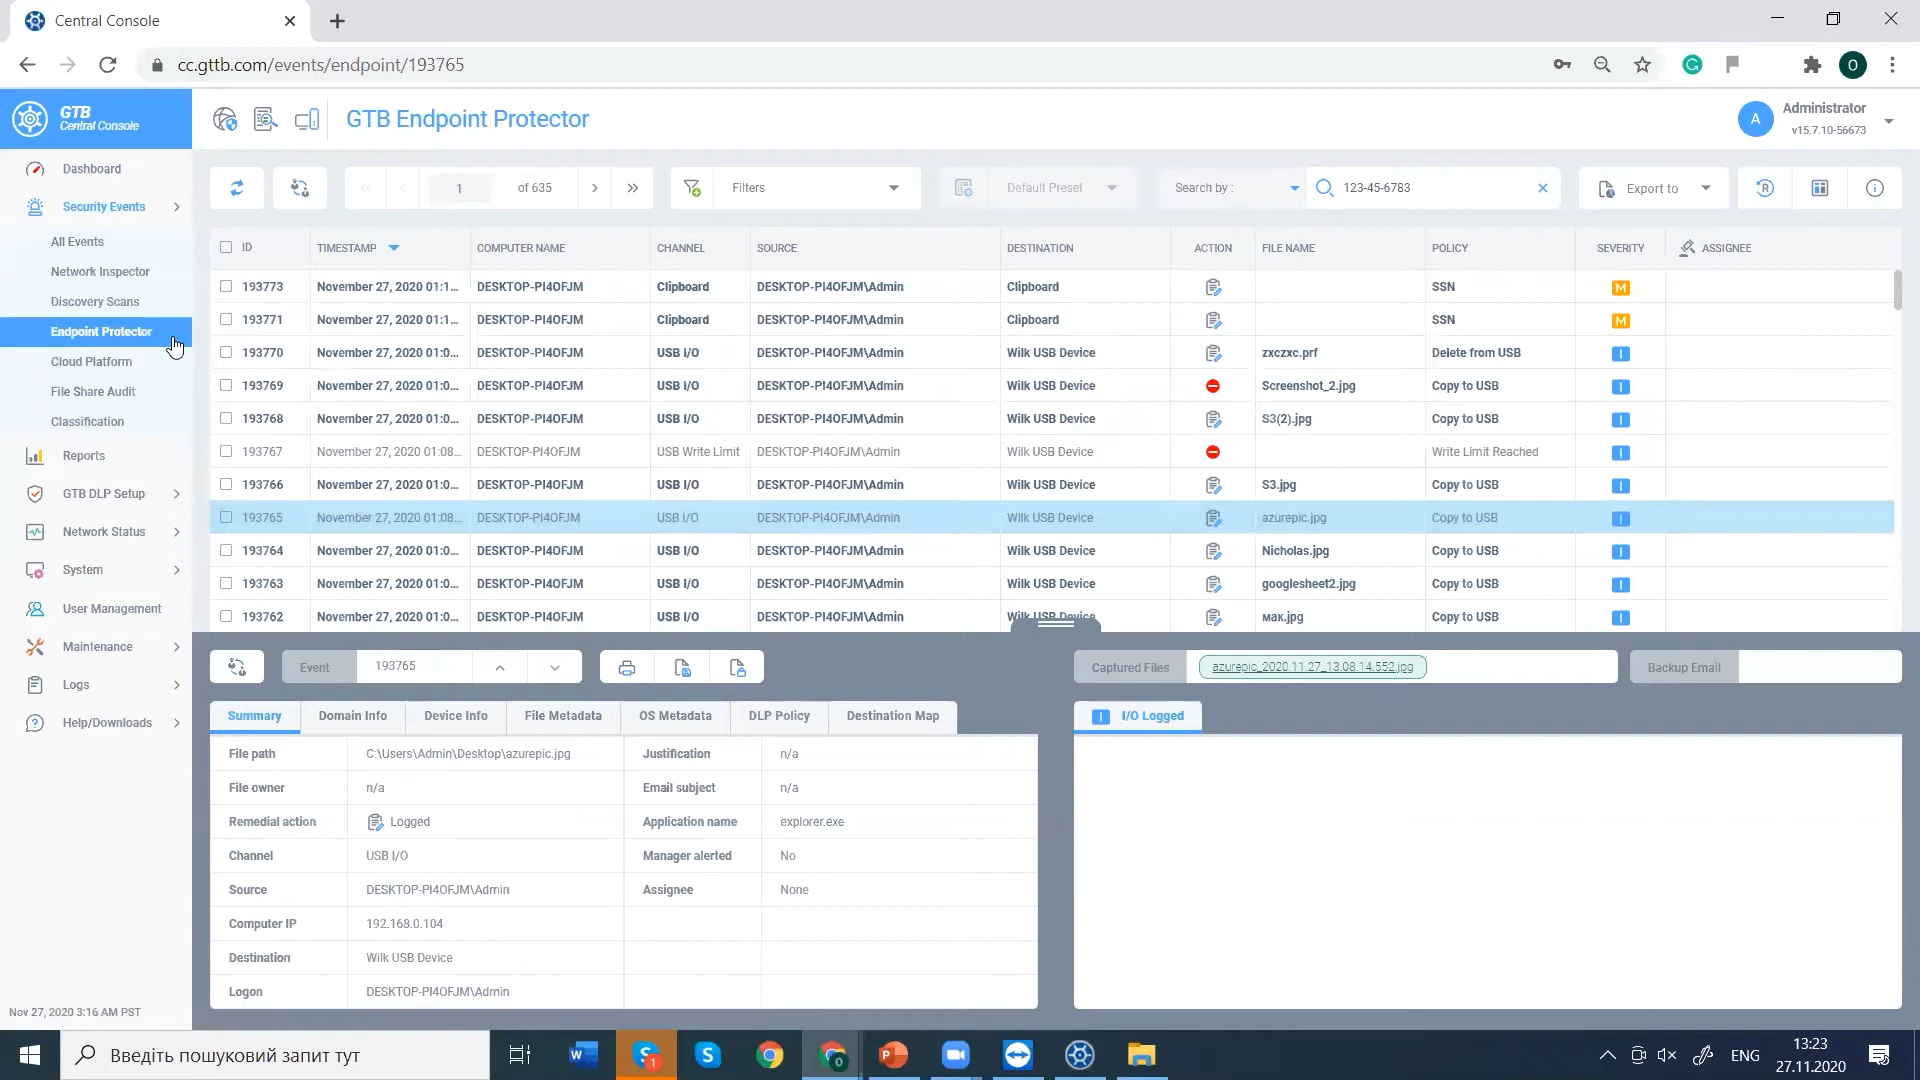 Central Console
cc.gttb.com/events/endpoint/193765
O
GTB
Central Console
GTB Endpoint Protector
A
Administrator
v15.7.10-56673
Dashboard
Security Events
All Events
Network Inspector
Discovery Scans
Endpoint Protector
Cloud Platform
File Share Audit
Classification
Reports
GTB DLP Setup
Network Status
System
User Management
Maintenance
Logs
Help/Downloads
Nov 27, 2020 3:16 AM PST
1 of 635 Filters Default Preset Search by : 123-45-6783 Export to
ID TIMESTAMP COMPUTER NAME CHANNEL SOURCE DESTINATION ACTION FILE NAME POLICY SEVERITY ASSIGNEE
193773 November 27, 2020 01:1... DESKTOP-PI4OFJM Clipboard DESKTOP-PI4OFJM\Admin Clipboard SSN M
193771 November 27, 2020 01:1... DESKTOP-PI4OFJM Clipboard DESKTOP-PI4OFJM\Admin Clipboard SSN M
193770 November 27, 2020 01:0... DESKTOP-PI4OFJM USB I/O DESKTOP-PI4OFJM\Admin Wilk USB Device zxczxc.prf Delete from USB I
193769 November 27, 2020 01:0... DESKTOP-PI4OFJM USB I/O DESKTOP-PI4OFJM\Admin Wilk USB Device Screenshot_2.jpg Copy to USB I
193768 November 27, 2020 01:0... DESKTOP-PI4OFJM USB I/O DESKTOP-PI4OFJM\Admin Wilk USB Device S3(2).jpg Copy to USB I
193767 November 27, 2020 01:08... DESKTOP-PI4OFJM USB Write Limit DESKTOP-PI4OFJM\Admin Wilk USB Device Write Limit Reached I
193766 November 27, 2020 01:0... DESKTOP-PI4OFJM USB I/O DESKTOP-PI4OFJM\Admin Wilk USB Device S3.jpg Copy to USB I
193765 November 27, 2020 01:08... DESKTOP-PI4OFJM USB I/O DESKTOP-PI4OFJM\Admin Wilk USB Device azurepic.jpg Copy to USB I
193764 November 27, 2020 01:0... DESKTOP-PI4OFJM USB I/O DESKTOP-PI4OFJM\Admin Wilk USB Device Nicholas.jpg Copy to USB I
193763 November 27, 2020 01:0... DESKTOP-PI4OFJM USB I/O DESKTOP-PI4OFJM\Admin Wilk USB Device googlesheet2.jpg Copy to USB I
193762 November 27, 2020 01:0... DESKTOP-PI4OFJM USB I/O DESKTOP-PI4OFJM\Admin Wilk USB Device мак.jpg Copy to USB I
Event 193765
Captured Files azurepic_2020.11.27_13.08.14.552.jpg
Backup Email
Summary Domain Info Device Info File Metadata OS Metadata DLP Policy Destination Map
File path C:\Users\Admin\Desktop\azurepic.jpg Justification n/a
File owner n/a Email subject n/a
Remedial action Logged Application name explorer.exe
Channel USB I/O Manager alerted No
Source DESKTOP-PI4OFJM\Admin Assignee None
Computer IP 192.168.0.104
Destination Wilk USB Device
Logon DESKTOP-PI4OFJM\Admin
I I/O Logged
Введіть пошуковий запит тут
ENG
13:23
27.11.2020